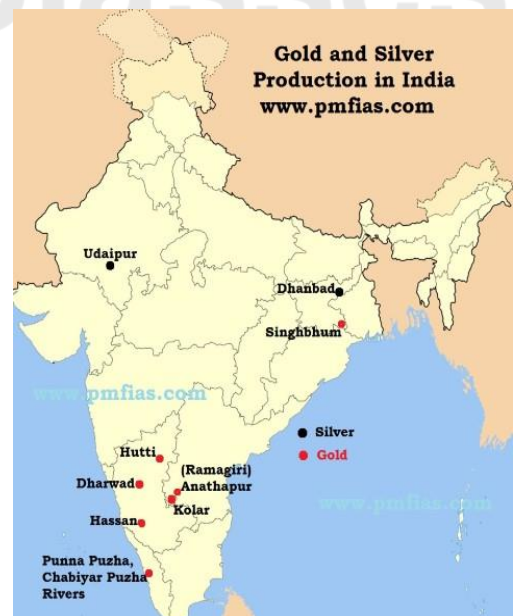 Gold and Silver
Production in India
www.pmfias.com
Udaipur
Dhanbad
Singhbhum
www.pmfias.com
Silver
Gold
Hutti
(Ramagiri)
Anathapur
Dharwad
Kolar
www.pmfias.com
Hassan
Punna Puzha,
Chabiyar Puzha
Rivers